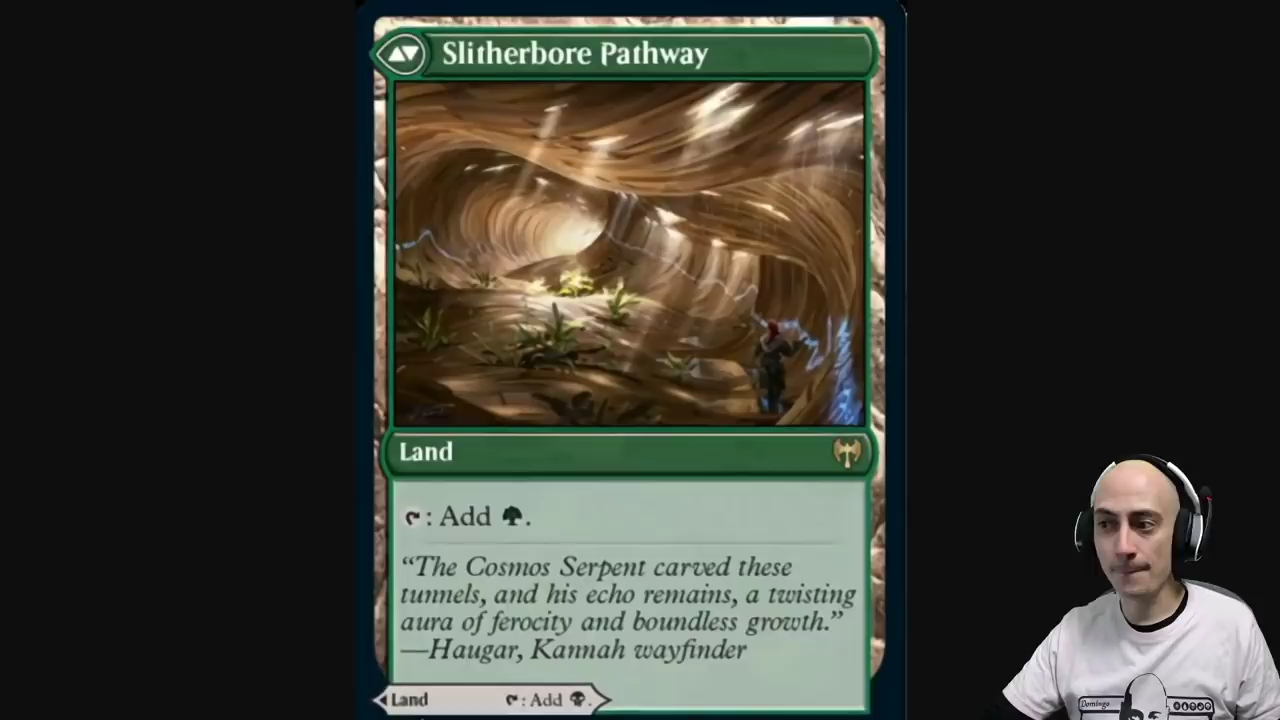 Slitherbore Pathway
Land
: Add .
“The Cosmos Serpent carved these
tunnels, and his echo remains, a twisting
aura of ferocity and boundless growth.”
—Haugar, Kannah wayfinder
Land : Add .
Domingo